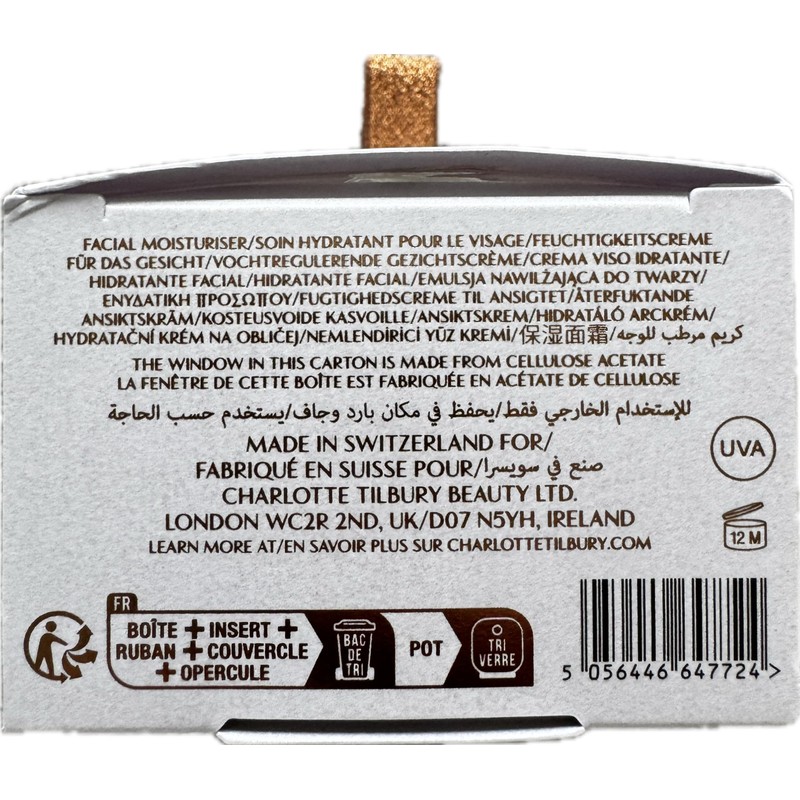 FACIAL MOISTURISER/SOIN HYDRATANT POUR LE VISAGE/FEUCHTIGKEITSCREME
FÜR DAS GESICHT/VOCHTREGULERENDE GEZICHTSCRÈME/CREMA VISO IDRATANTE/
HIDRATANTE FACIAL/HIDRATANTE FACIAL/EMULSJA NAWILŻAJĄCA DO TWARZY/
ΕΝΥΔΑΤΙΚΗ ΠΡΟΣΩΠΟΥ/FUGTIGHEDSCREME TIL ANSIGTET/ÅTERFUKTANDE
ANSIKTSKRÄM/KOSTEUSVOIDE KASVOILLE/ANSIKTSKREM/HIDRATÁLÓ ARCKRÉM/
HYDRATAČNÍ KRÉM NA OBLIČEJ/NEMLENDİRİCİ YÜZ KREMİ/保湿面霜/كريم مرطب للوجه
THE WINDOW IN THIS CARTON IS MADE FROM CELLULOSE ACETATE
LA FENÊTRE DE CETTE BOÎTE EST FABRIQUÉE EN ACÉTATE DE CELLULOSE
للإستخدام الخارجي فقط/يحفظ في مكان بارد وجاف/يستخدم حسب الحاجة
MADE IN SWITZERLAND FOR/
FABRIQUÉ EN SUISSE POUR/صنع في سويسرا
CHARLOTTE TILBURY BEAUTY LTD.
LONDON WC2R 2ND, UK/D07 N5YH, IRELAND
LEARN MORE AT/EN SAVOIR PLUS SUR CHARLOTTETILBURY.COM
UVA
12 M
FR
BOÎTE + INSERT +
RUBAN + COUVERCLE
+ OPERCULE
BAC
DE
TRI
POT
TRI
VERRE
5 056446 647724 >